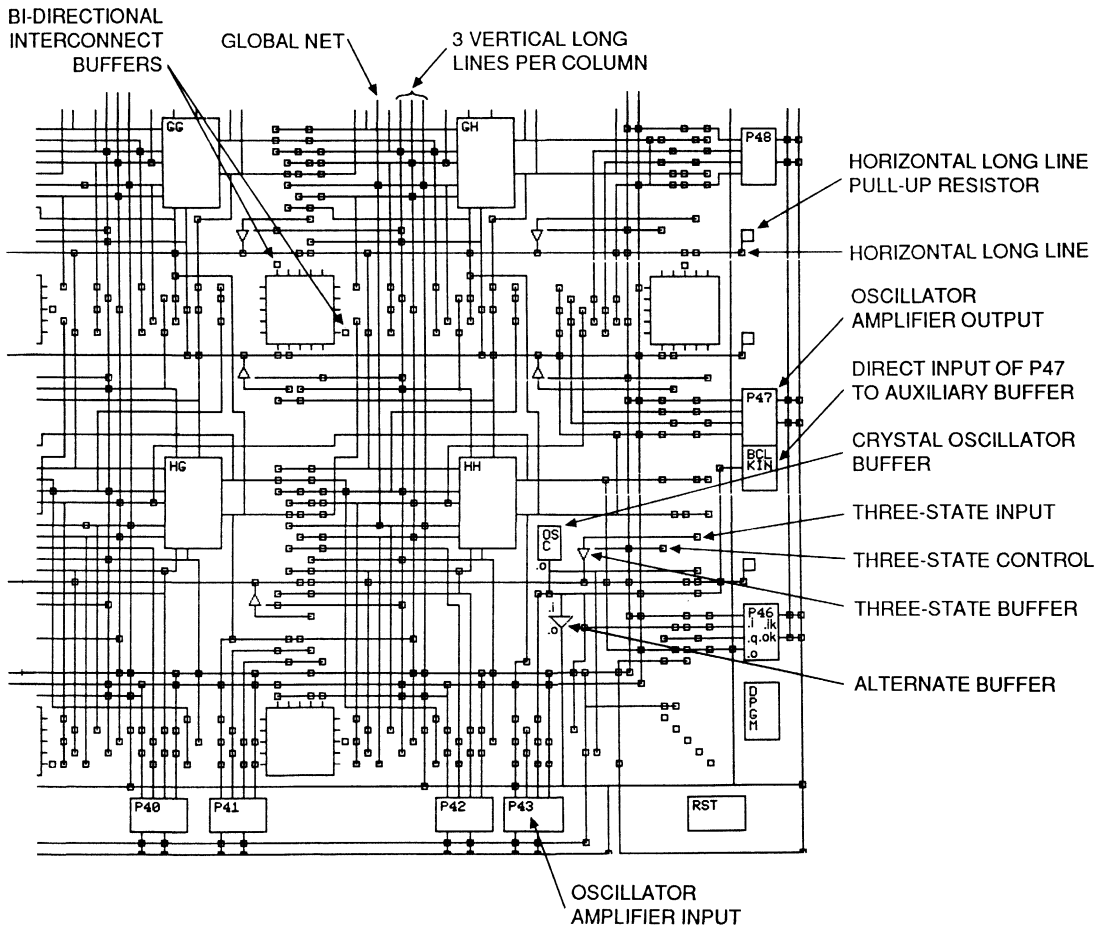 BI-DIRECTIONAL
INTERCONNECT
BUFFERS
GLOBAL NET
3 VERTICAL LONG
LINES PER COLUMN
GG
GH
P48
HORIZONTAL LONG LINE
PULL-UP RESISTOR
HORIZONTAL LONG LINE
OSCILLATOR
AMPLIFIER OUTPUT
DIRECT INPUT OF P47
TO AUXILIARY BUFFER
P47
BCL
KIN
CRYSTAL OSCILLATOR
BUFFER
HG
HH
OS
C
.o
THREE-STATE INPUT
THREE-STATE CONTROL
THREE-STATE BUFFER
.i
.o
P46
.i .ik
.q .ok
.o
ALTERNATE BUFFER
D
P
G
M
P40
P41
P42
P43
RST
OSCILLATOR
AMPLIFIER INPUT